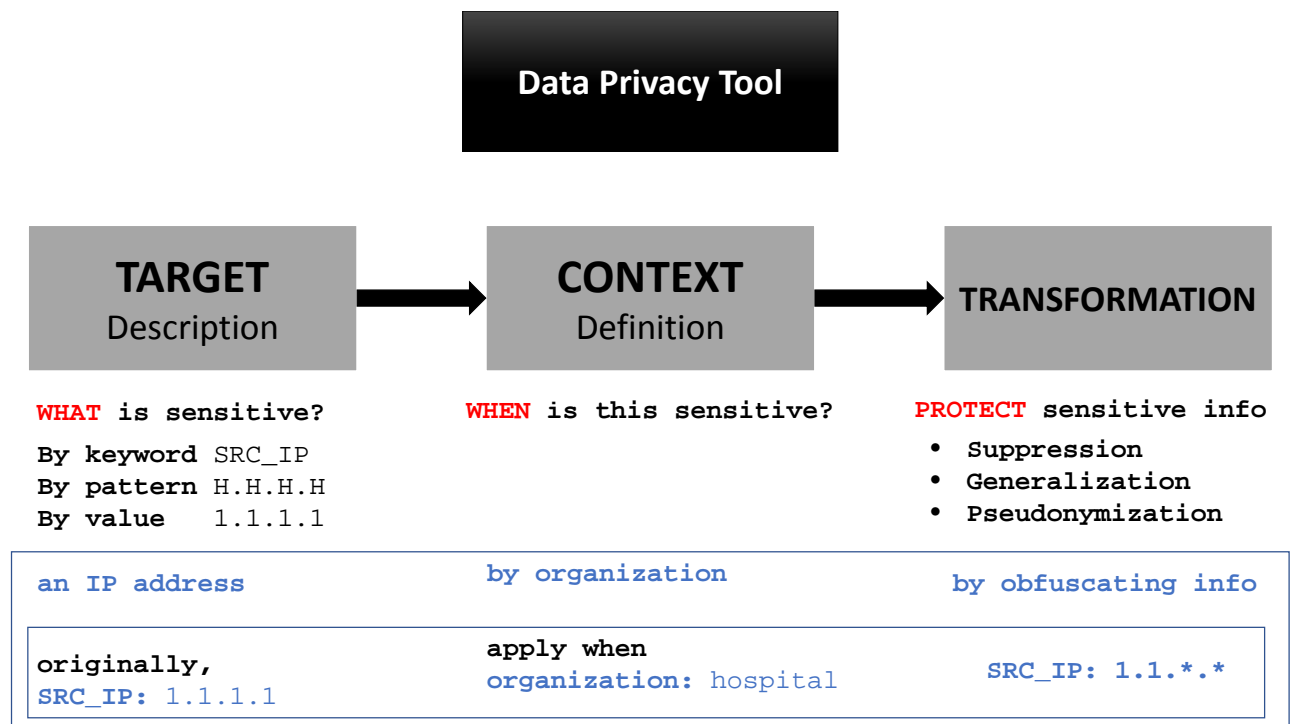 Data Privacy Tool
TARGET
Description
CONTEXT
Definition
TRANSFORMATION
WHAT is sensitive?
By keyword SRC_IP
By pattern H.H.H.H
By value 1.1.1.1
WHEN is this sensitive?
PROTECT sensitive info
• Suppression
• Generalization
• Pseudonymization
an IP address
by organization
by obfuscating info
originally,
SRC_IP: 1.1.1.1
apply when
organization: hospital
SRC_IP: 1.1.*.*